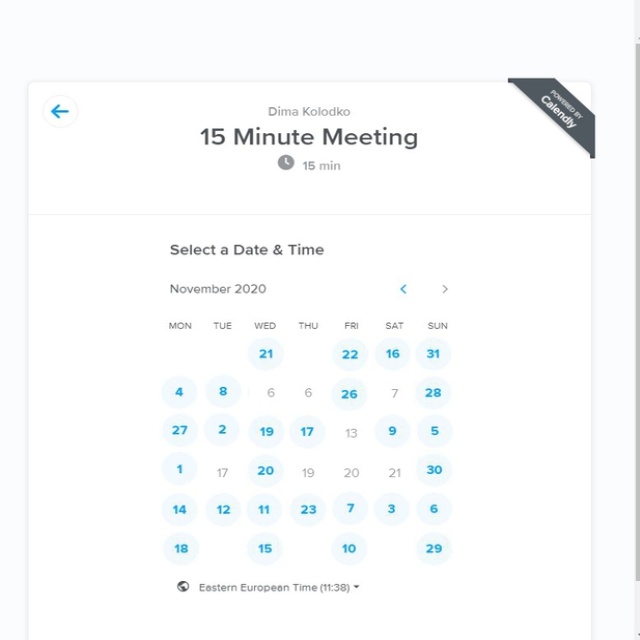 POWERED BY
Calendly
Dima Kolodko
15 Minute Meeting
15 min
Select a Date & Time
November 2020
MON TUE WED THU FRI SAT SUN
21 22 16 31
4 8 6 6 26 7 28
27 2 19 17 13 9 5
1 17 20 19 20 21 30
14 12 11 23 7 3 6
18 15 10 29
Eastern European Time (11:38)